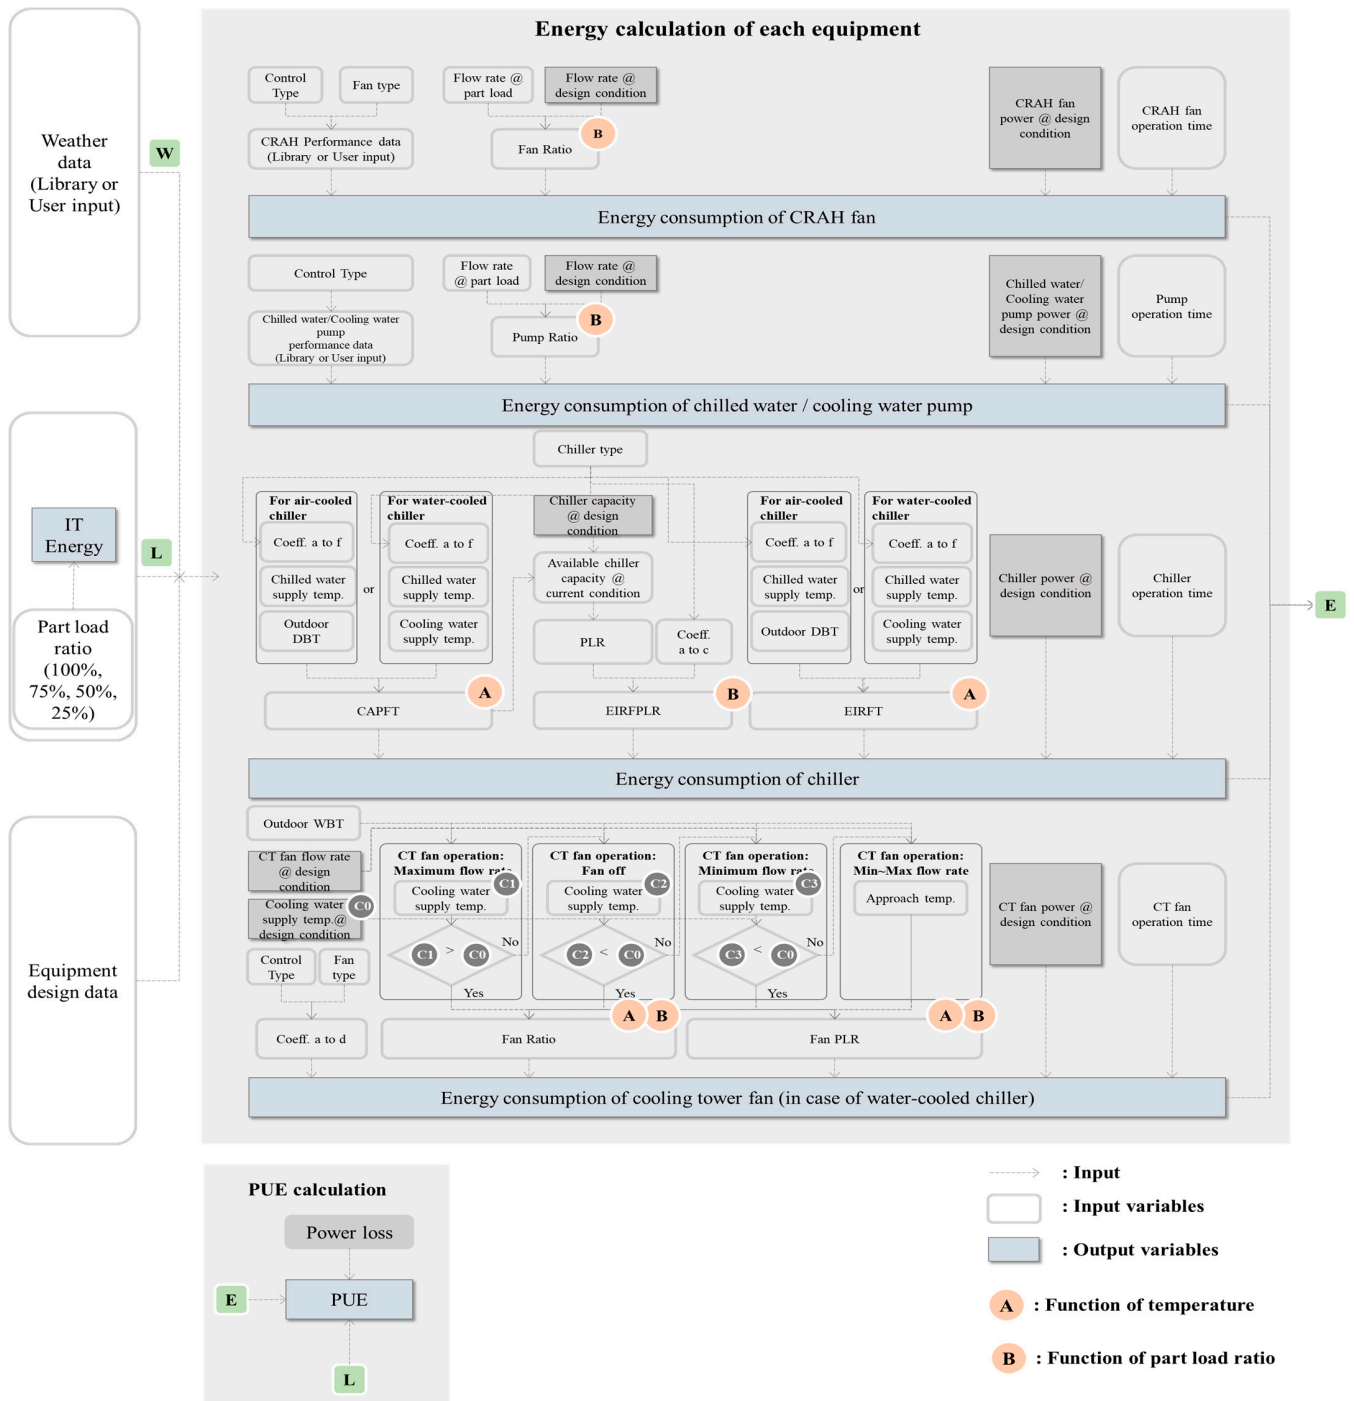 Energy calculation of each equipment
Weather
data
(Library or
User input)
W
IT
Energy
L
Part load
ratio
(100%,
75%, 50%,
25%)
Equipment
design data
Control
Type
Fan type
Flow rate @
part load
Flow rate @
design condition
CRAH Performance data
(Library or User input)
B
Fan Ratio
CRAH fan
power @ design
condition
CRAH fan
operation time
Energy consumption of CRAH fan
Control Type
Flow rate
@ part load
Flow rate @
design condition
Chilled water/Cooling water
pump
performance data
(Library or User input)
B
Pump Ratio
Chilled water/
Cooling water
pump power @
design condition
Pump
operation time
Energy consumption of chilled water / cooling water pump
Chiller type
For air-cooled
chiller
Coeff. a to f
Chilled water
supply temp.
Outdoor
DBT
or
For water-cooled
chiller
Coeff. a to f
Chilled water
supply temp.
Cooling water
supply temp.
Chiller capacity
@ design
condition
Available chiller
capacity @
current condition
PLR
Coeff.
a to c
For air-cooled
chiller
Coeff. a to f
Chilled water
supply temp.
Outdoor DBT
or
For water-cooled
chiller
Coeff. a to f
Chilled water
supply temp.
Cooling water
supply temp.
Chiller power @
design condition
Chiller
operation time
E
A
CAPFT
B
EIRFPLR
A
EIRFT
Energy consumption of chiller
Outdoor WBT
CT fan flow rate
@ design
condition
Cooling water
supply temp.@
design condition
C0
Control
Type
Fan
type
Coeff. a to d
CT fan operation:
Maximum flow rate
C1
Cooling water
supply temp.
C1 > C0
No
Yes
CT fan operation:
Fan off
C2
Cooling water
supply temp.
C2 < C0
No
Yes
CT fan operation:
Minimum flow rate
C3
Cooling water
supply temp.
C3 < C0
No
Yes
CT fan operation:
Min~Max flow rate
Approach temp.
CT fan power @
design condition
CT fan
operation time
A B
Fan Ratio
A B
Fan PLR
Energy consumption of cooling tower fan (in case of water-cooled chiller)
PUE calculation
Power loss
E
PUE
L
: Input
: Input variables
: Output variables
A : Function of temperature
B : Function of part load ratio